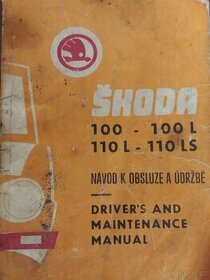 ŠKODA
100 - 100 L
110 L - 110 LS
NÁVOD K OBSLUZE A ÚDRŽBĚ
DRIVER'S AND
MAINTENANCE
MANUAL